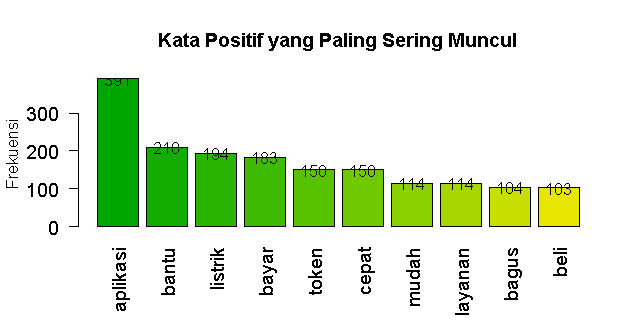 Kata Positif yang Paling Sering Muncul
Frekuensi
300
200
100
0
391
210
194
183
150
150
114
114
104
103
aplikasi
bantu
listrik
bayar
token
cepat
mudah
layanan
bagus
beli